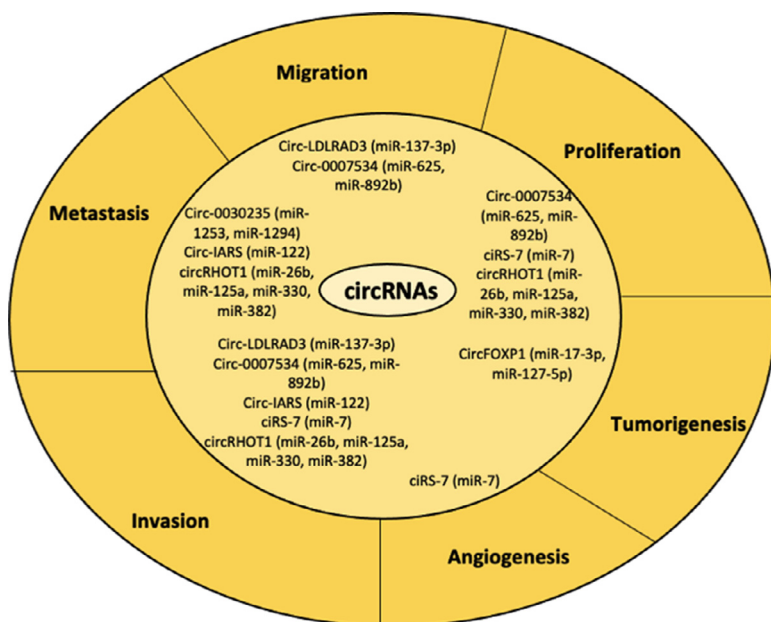 Migration
Proliferation
Metastasis
Circ-LDLRAD3 (miR-137-3p)
Circ-0007534 (miR-625,
miR-892b)
Circ-0030235 (miR-
1253, miR-1294)
Circ-IARS (miR-122)
circRHOT1 (miR-26b,
miR-125a, miR-330,
miR-382)
Circ-0007534
(miR-625, miR-
892b)
ciRS-7 (miR-7)
circRHOT1 (miR-
26b, miR-125a,
miR-330, miR-382)
circRNAs
Circ-LDLRAD3 (miR-137-3p)
Circ-0007534 (miR-625, miR-
892b)
Circ-IARS (miR-122)
ciRS-7 (miR-7)
circRHOT1 (miR-26b, miR-125a,
miR-330, miR-382)
CircFOXP1 (miR-17-3p,
miR-127-5p)
Tumorigenesis
ciRS-7 (miR-7)
Invasion
Angiogenesis